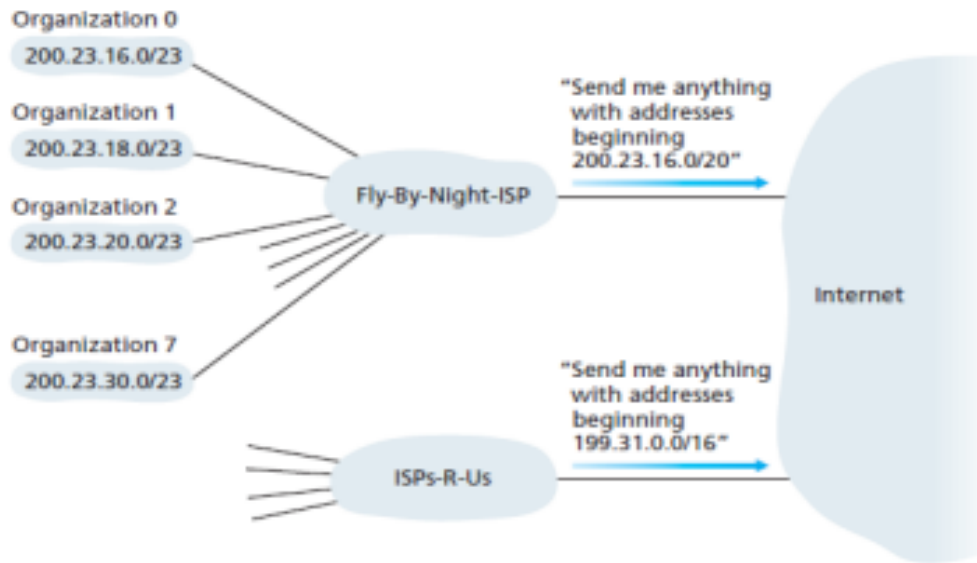 Organization 0
200.23.16.0/23
Organization 1
200.23.18.0/23
Organization 2
200.23.20.0/23
Organization 7
200.23.30.0/23
Fly-By-Night-ISP
"Send me anything
with addresses
beginning
200.23.16.0/20"
Internet
"Send me anything
with addresses
beginning
199.31.0.0/16"
ISPs-R-Us